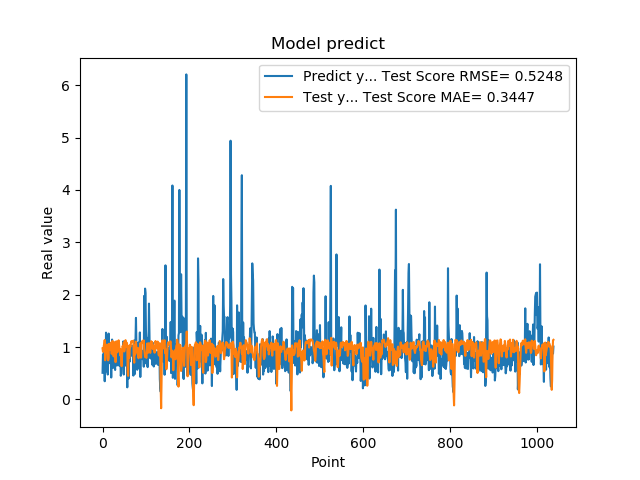 Model predict
Predict y... Test Score RMSE= 0.5248
Test y... Test Score MAE= 0.3447
Real value
6
5
4
3
2
1
0
0 200 400 600 800 1000
Point